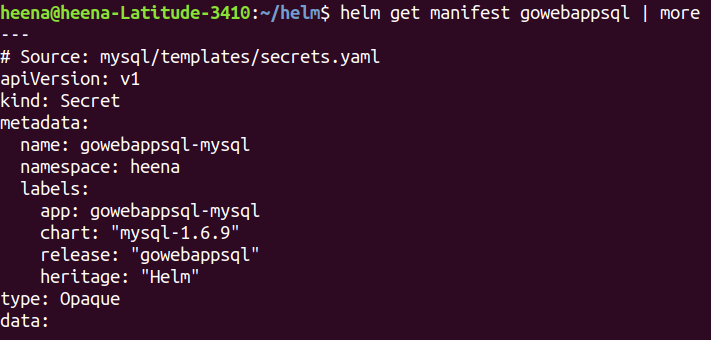 heena@heena-Latitude-3410:~/helm$ helm get manifest gowebappsql | more
---
# Source: mysql/templates/secrets.yaml
apiVersion: v1
kind: Secret
metadata:
  name: gowebappsql-mysql
  namespace: heena
  labels:
    app: gowebappsql-mysql
    chart: "mysql-1.6.9"
    release: "gowebappsql"
    heritage: "Helm"
type: Opaque
data: